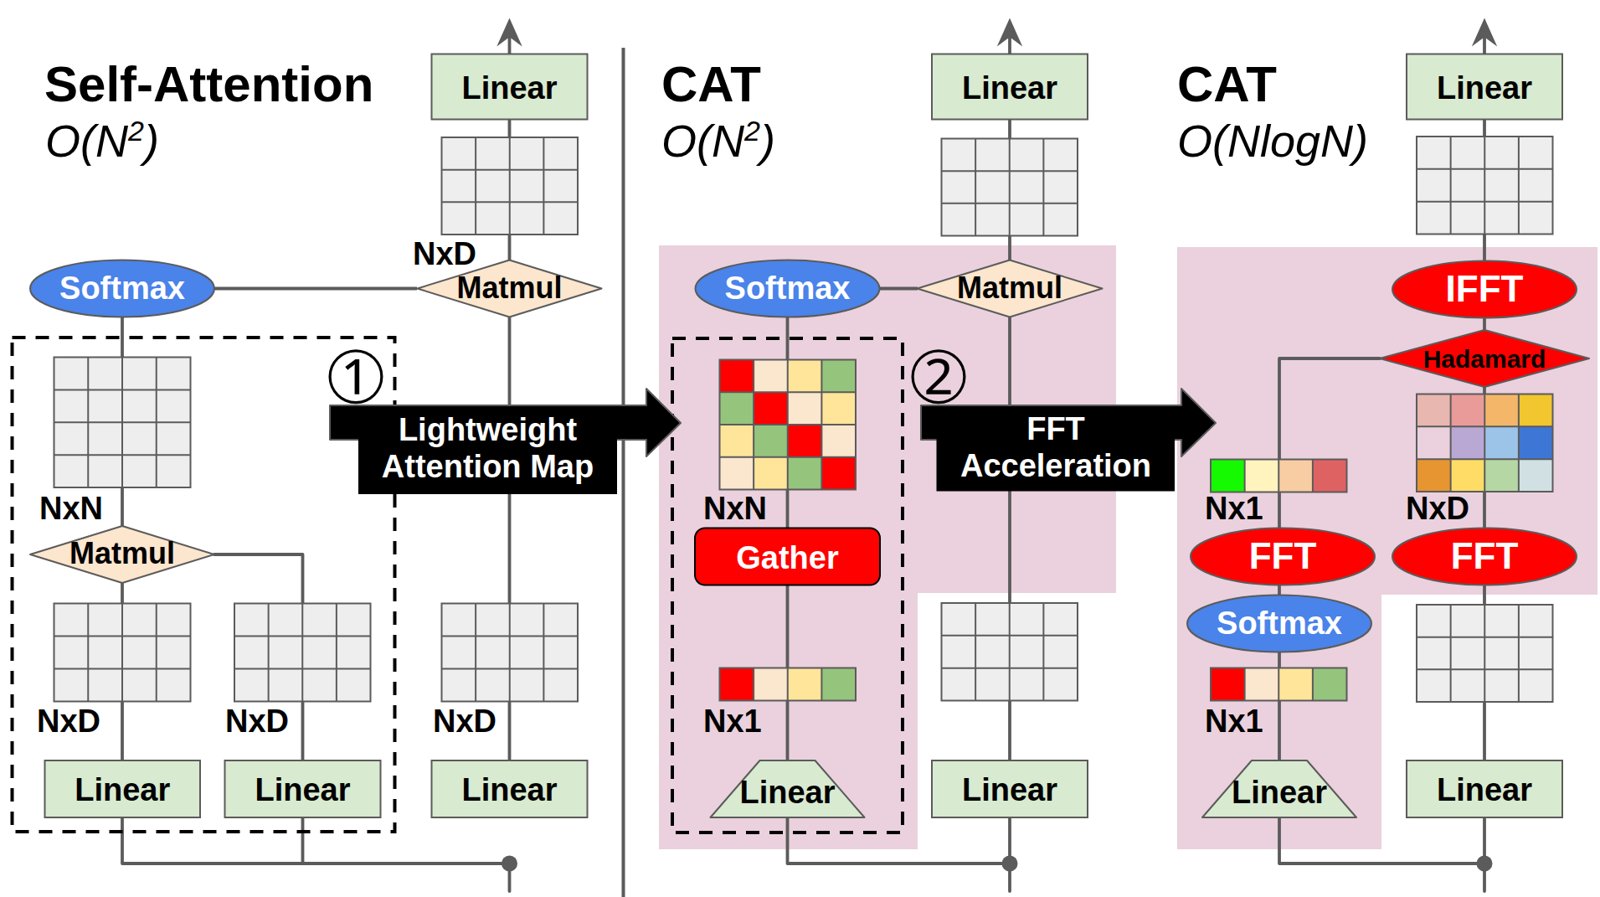 Self-Attention
O(N²)
Linear
NxD
Softmax
Matmul
①
Lightweight
Attention Map
NxN
Matmul
NxD
NxD
NxD
Linear
Linear
Linear
CAT
O(N²)
Linear
Softmax
Matmul
②
FFT
Acceleration
NxN
Gather
Nx1
Linear
Linear
CAT
O(NlogN)
Linear
IFFT
Hadamard
Nx1
NxD
FFT
FFT
Softmax
Nx1
Linear
Linear